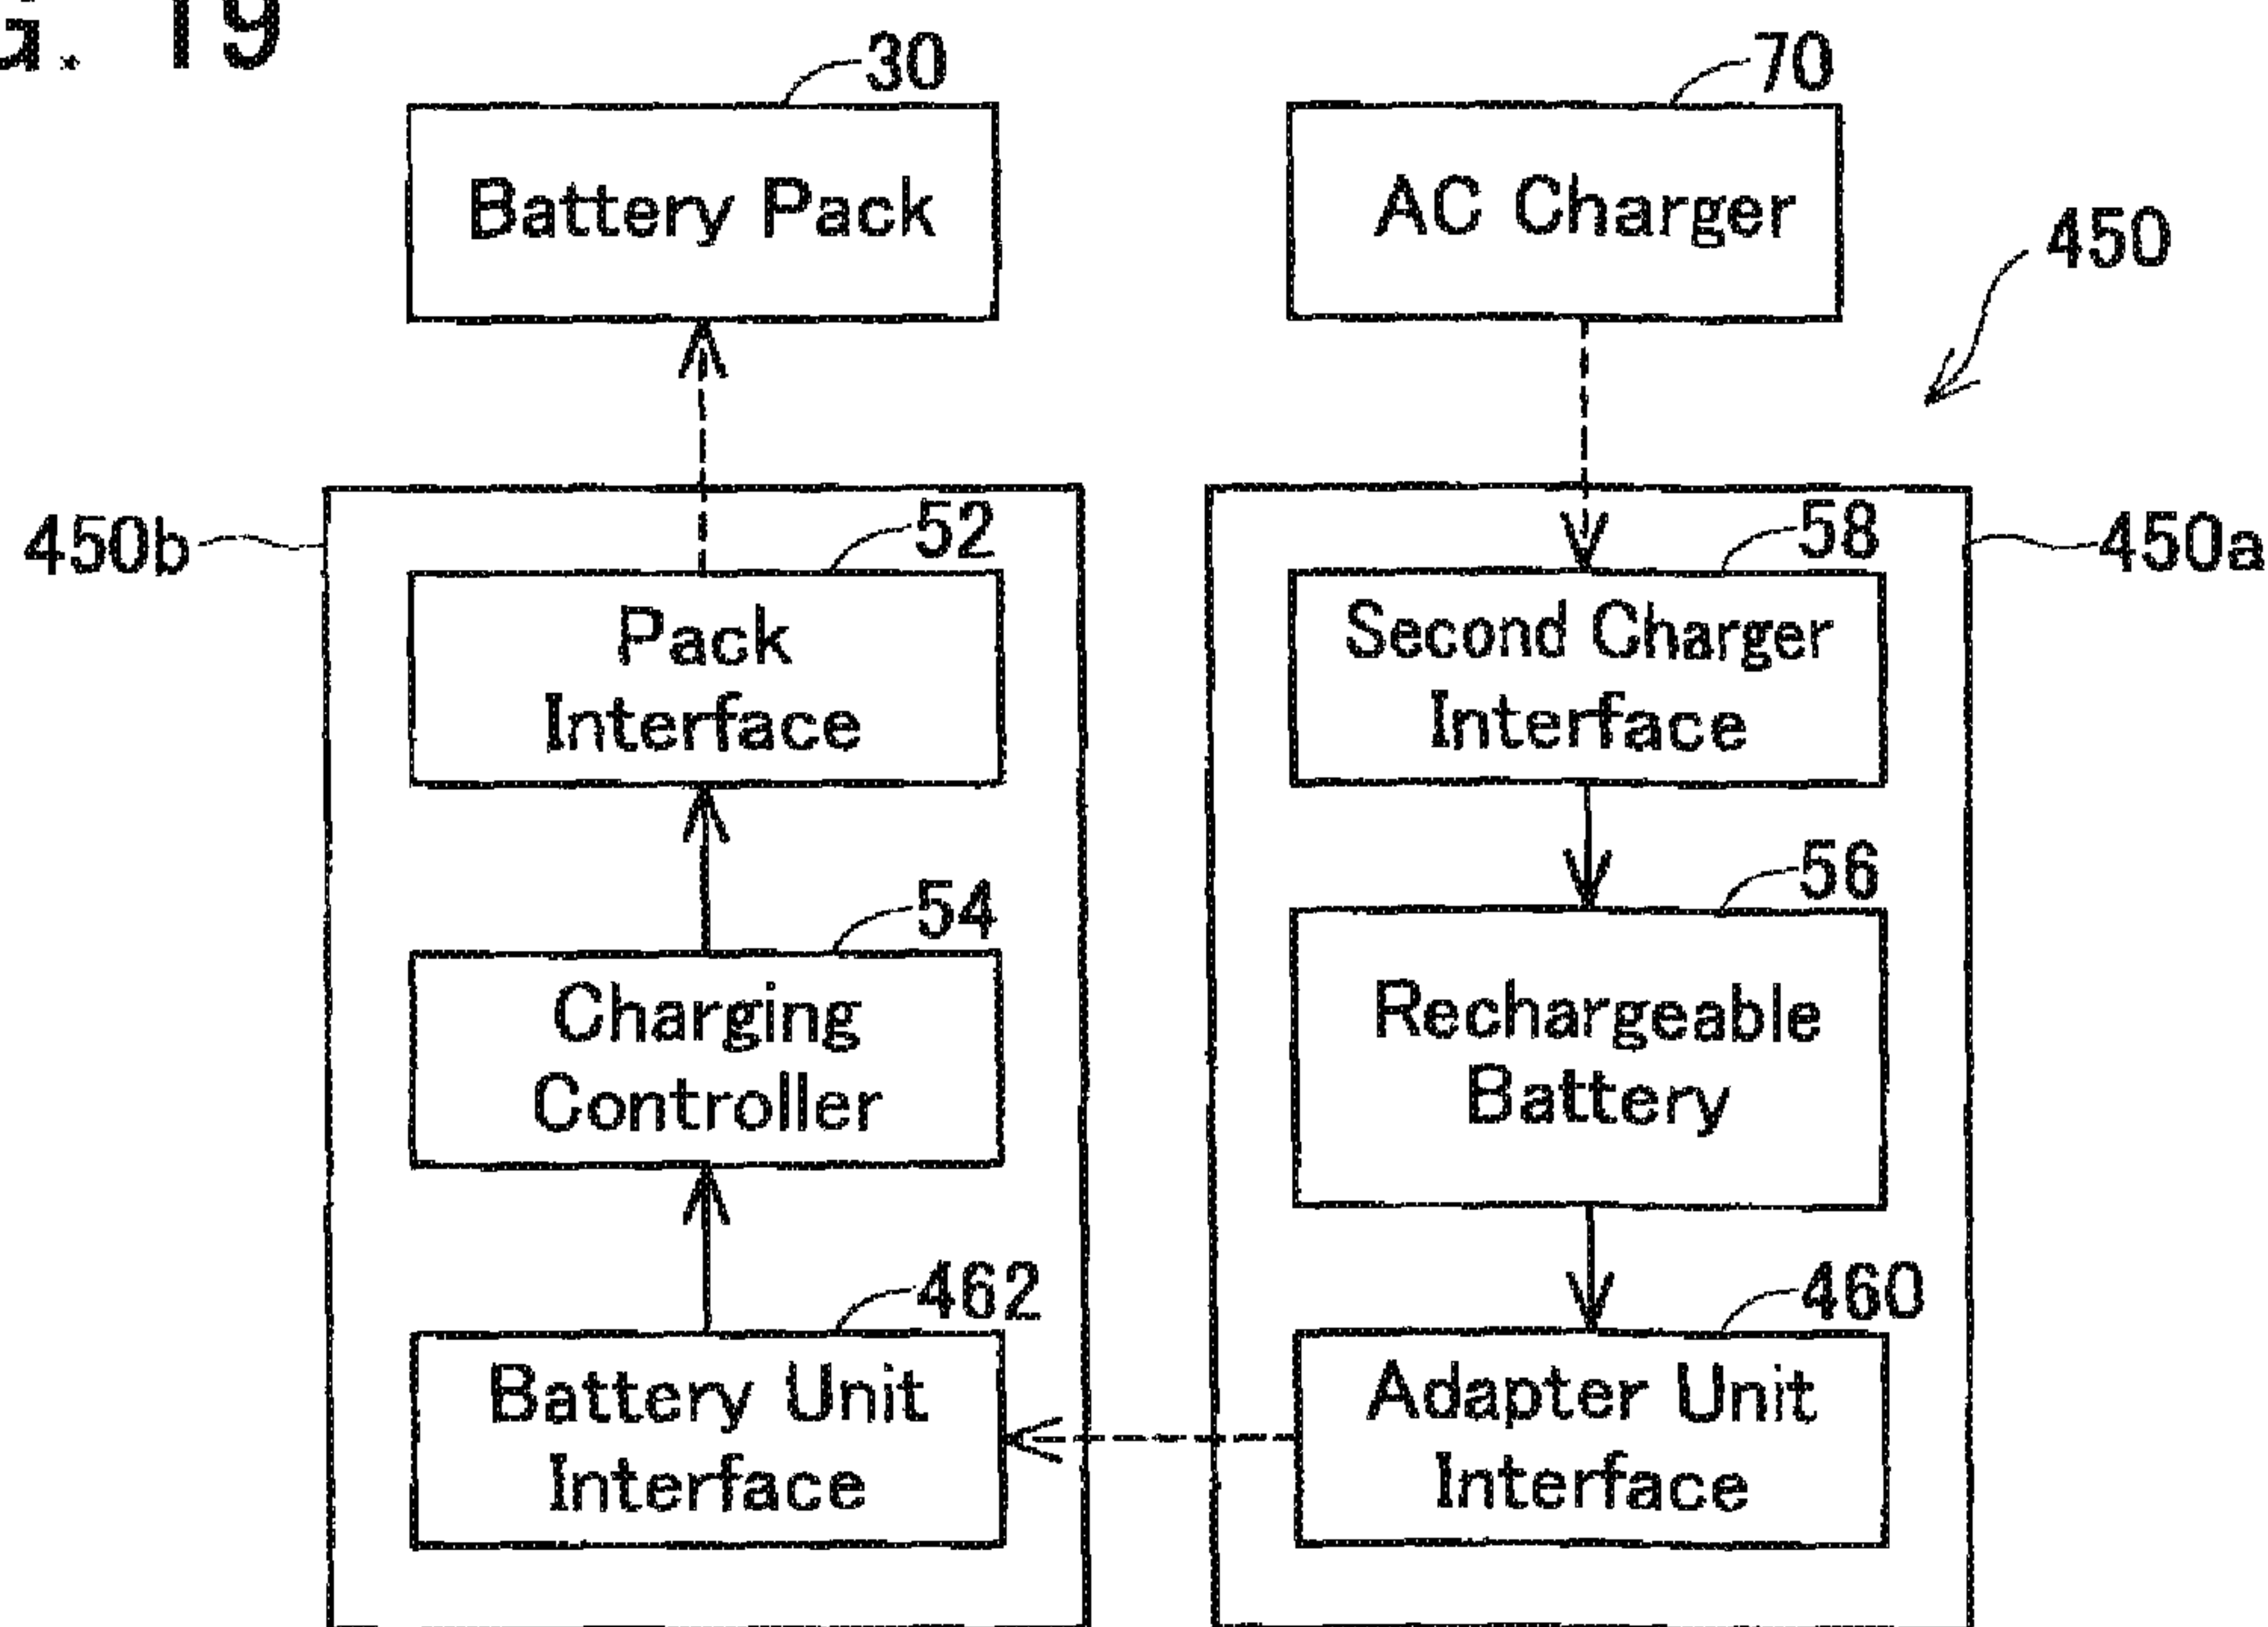 G. 19
30
Battery Pack
70
AC Charger
450
450b
52
Pack
Interface
54
Charging
Controller
462
Battery Unit
Interface
450a
58
Second Charger
Interface
56
Rechargeable
Battery
460
Adapter Unit
Interface